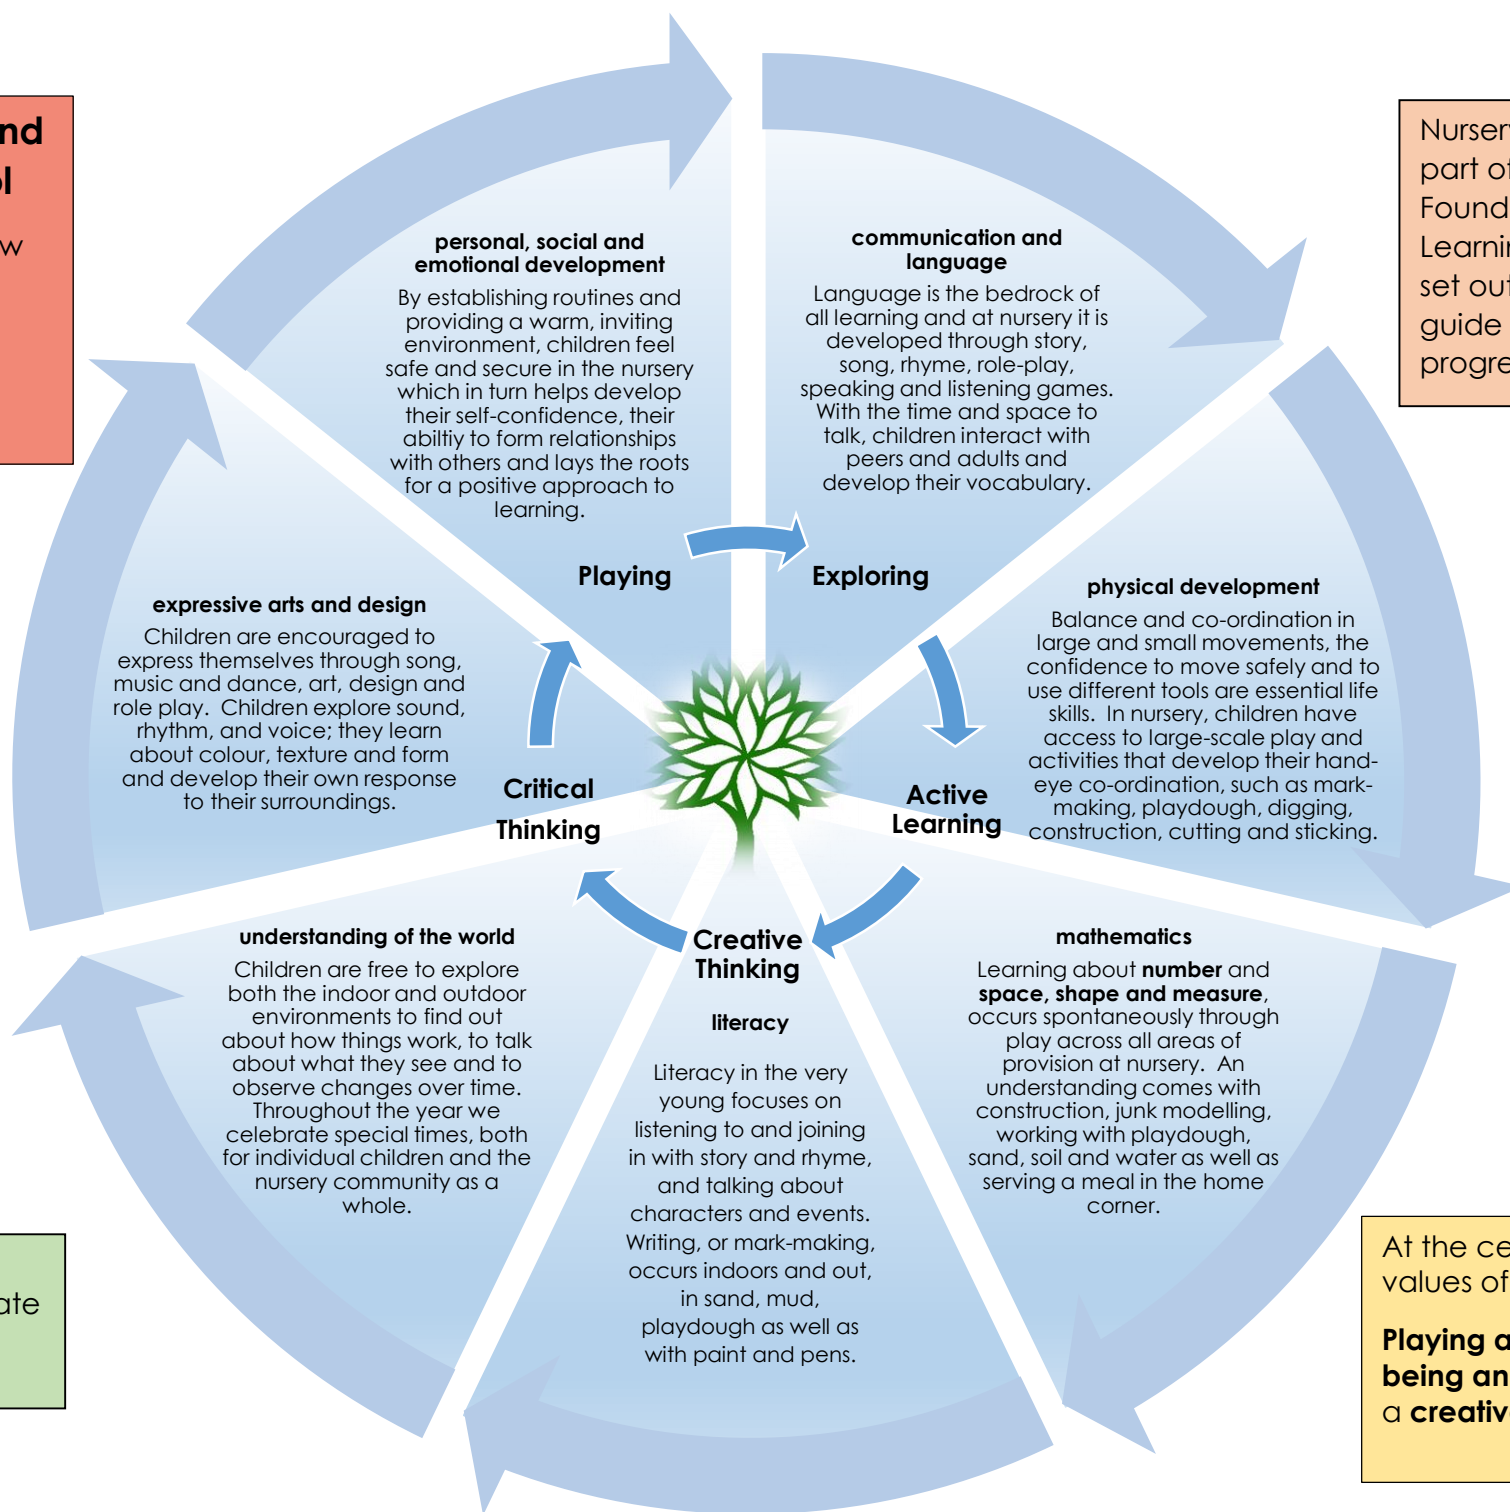 nd
ol
w
personal, social and
emotional development
By establishing routines and
providing a warm, inviting
environment, children feel
safe and secure in the nursery
which in turn helps develop
their self-confidence, their
abiltiy to form relationships
with others and lays the roots
for a positive approach to
learning.
communication and
language
Language is the bedrock of
all learning and at nursery it is
developed through story,
song, rhyme, role-play,
speaking and listening games.
With the time and space to
talk, children interact with
peers and adults and
develop their vocabulary.
Nursery
part of
Found
Learnin
set out
guide
progre
Playing
Exploring
expressive arts and design
Children are encouraged to
express themselves through song,
music and dance, art, design and
role play.  Children explore sound,
rhythm, and voice; they learn
about colour, texture and form
and develop their own response
to their surroundings.
physical development
Balance and co-ordination in
large and small movements, the
confidence to move safely and to
use different tools are essential life
skills.  In nursery, children have
access to large-scale play and
activities that develop their hand-
eye co-ordination, such as mark-
making, playdough, digging,
construction, cutting and sticking.
Critical
Thinking
Active
Learning
understanding of the world
Children are free to explore
both the indoor and outdoor
environments to find out
about how things work, to talk
about what they see and to
observe changes over time.
Throughout the year we
celebrate special times, both
for individual children and the
nursery community as a
whole.
Creative
Thinking
literacy
Literacy in the very
young focuses on
listening to and joining
in with story and rhyme,
and talking about
characters and events.
Writing, or mark-making,
occurs indoors and out,
in sand, mud,
playdough as well as
with paint and pens.
mathematics
Learning about number and
space, shape and measure,
occurs spontaneously through
play across all areas of
provision at nursery.  An
understanding comes with
construction, junk modelling,
working with playdough,
sand, soil and water as well as
serving a meal in the home
corner.
ate
At the ce
values of
Playing a
being an
a creativ